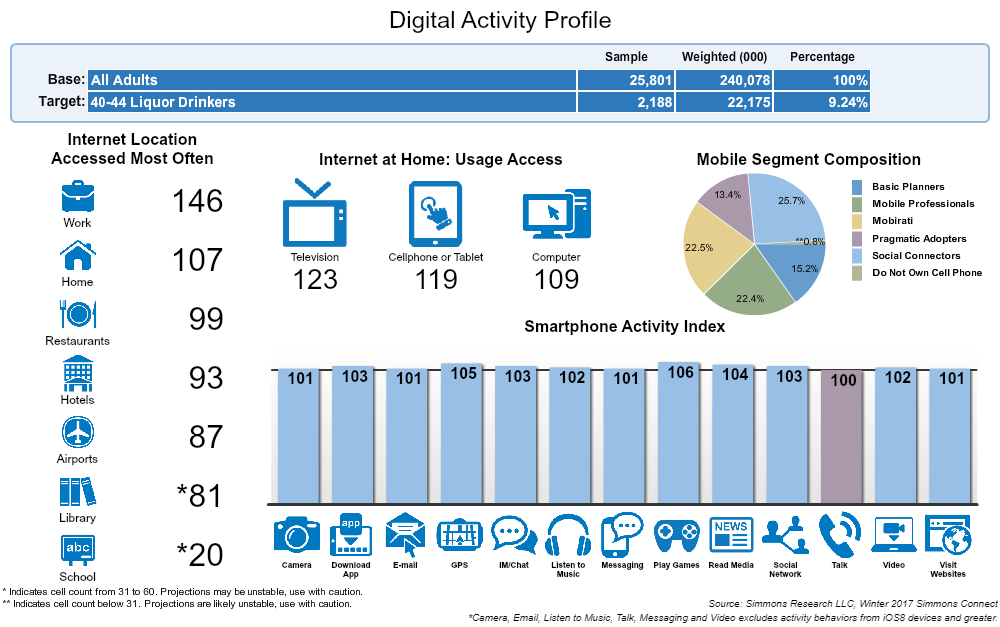 Digital Activity Profile
Sample Weighted (000) Percentage
Base: All Adults 25,801 240,078 100%
Target: 40-44 Liquor Drinkers 2,188 22,175 9.24%
Internet Location
Accessed Most Often
146
Work
107
Home
99
Restaurants
93
Hotels
87
Airports
*81
Library
abc
*20
School
Internet at Home: Usage Access
Television Cellphone or Tablet Computer
123 119 109
Mobile Segment Composition
25.7%
**0.8%
15.2%
22.4%
22.5%
13.4%
Basic Planners
Mobile Professionals
Mobirati
Pragmatic Adopters
Social Connectors
Do Not Own Cell Phone
Smartphone Activity Index
101 103 101 105 103 102 101 106 104 103 100 102 101
app
NEWS
Camera
Download
App
E-mail
GPS
IM/Chat
Listen to
Music
Messaging
Play Games
Read Media
Social
Network
Talk
Video
Visit
Websites
* Indicates cell count from 31 to 60. Projections may be unstable, use with caution.
** Indicates cell count below 31. Projections are likely unstable, use with caution.
Source: Simmons Research LLC, Winter 2017 Simmons Connect
*Camera, Email, Listen to Music, Talk, Messaging and Video excludes activity behaviors from iOS8 devices and greater.